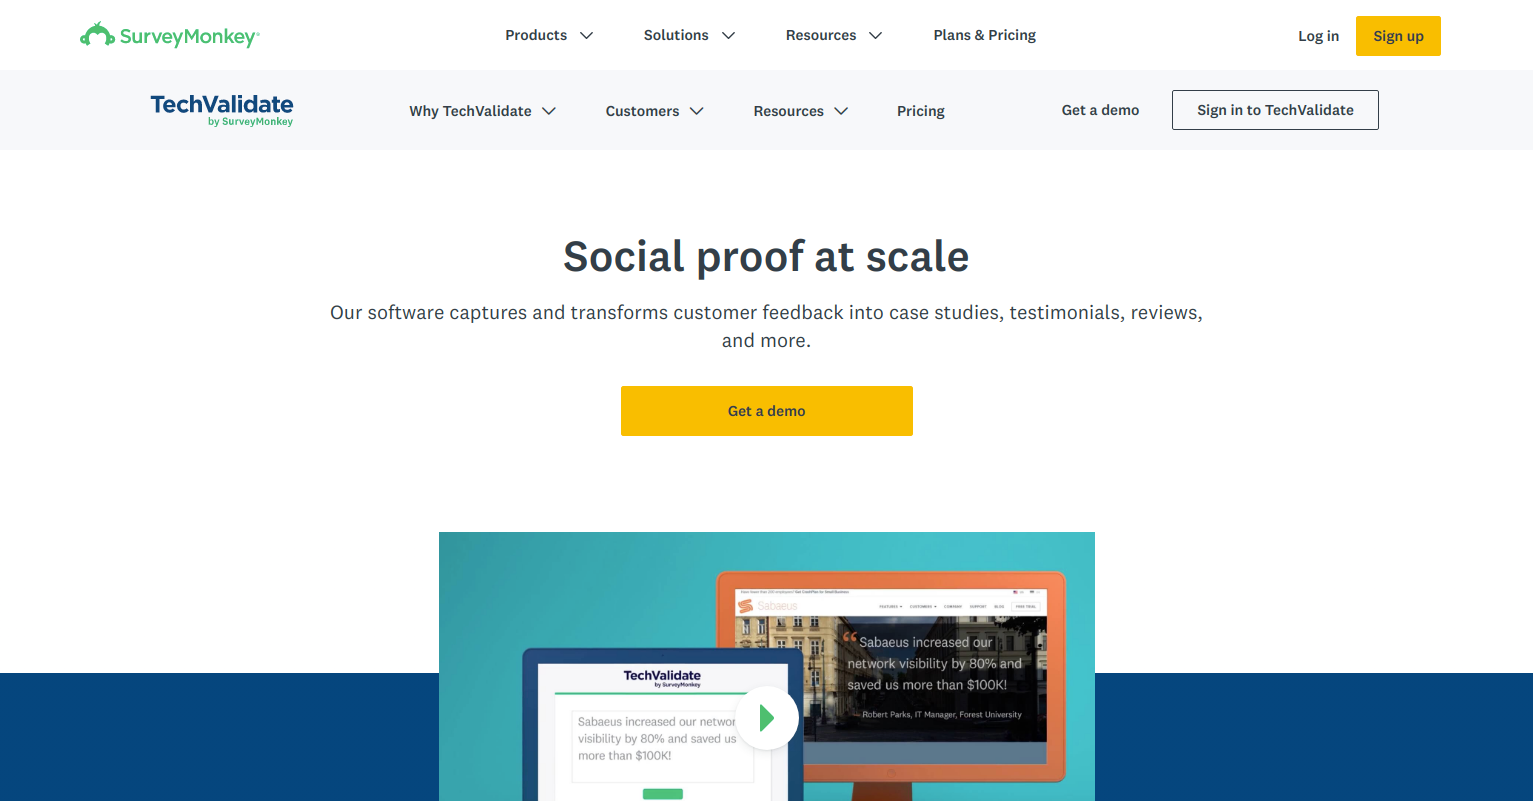 SurveyMonkey
Products
Solutions
Resources
Plans & Pricing
Log in
Sign up
TechValidate
by SurveyMonkey
Why TechValidate
Customers
Resources
Pricing
Get a demo
Sign in to TechValidate
Social proof at scale
Our software captures and transforms customer feedback into case studies, testimonials, reviews,
and more.
Get a demo
Sabaeus
FEATURES
CUSTOMERS
COMPANY
SUPPORT
BLOG
FREE TRIAL
“Sabaeus increased our
network visibility by 80% and
saved us more than $100K!
—Robert Parks, IT Manager, Forest University
TechValidate
by SurveyMonkey
Sabaeus increased our networ
visibility by 80% and saved us
more than $100K!